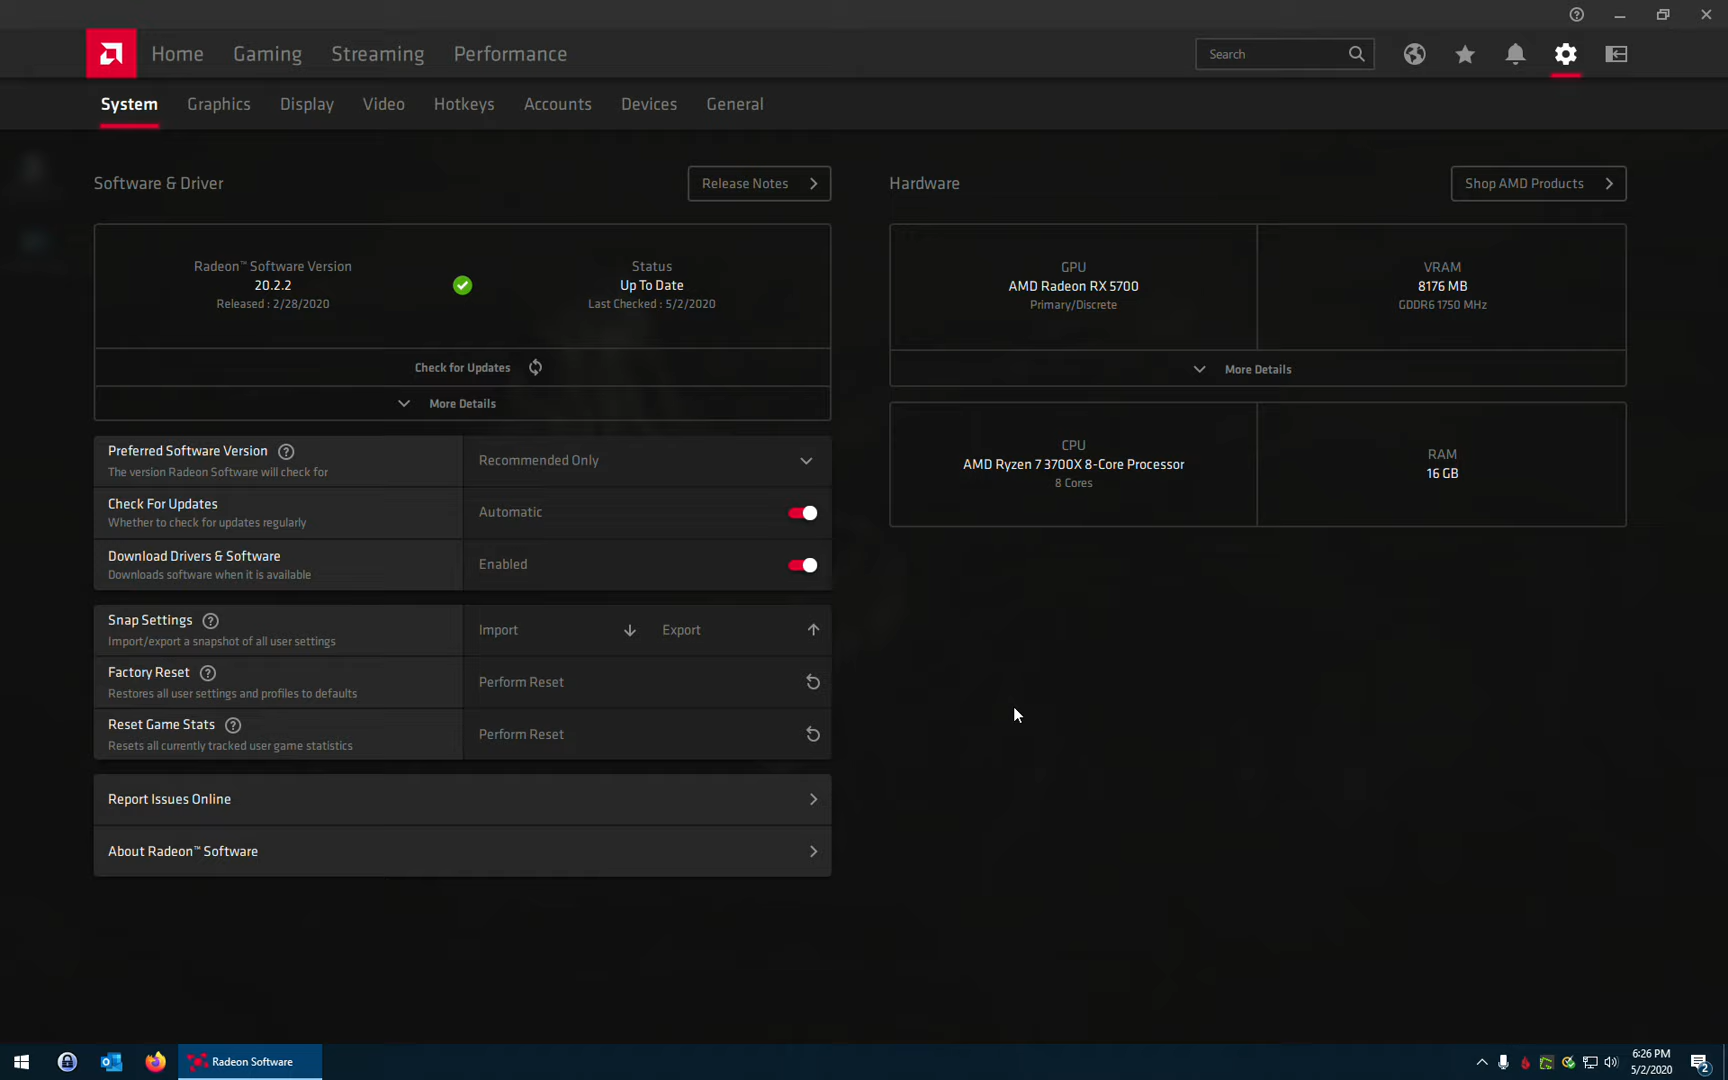 Home Gaming Streaming Performance
Search
System Graphics Display Video Hotkeys Accounts Devices General
Software & Driver
Release Notes
Radeon™ Software Version
20.2.2
Released : 2/28/2020
Status
Up To Date
Last Checked : 5/2/2020
Check for Updates
More Details
Preferred Software Version
The version Radeon Software will check for
Recommended Only
Check For Updates
Whether to check for updates regularly
Automatic
Download Drivers & Software
Downloads software when it is available
Enabled
Snap Settings
Import/export a snapshot of all user settings
Import
Export
Factory Reset
Restores all user settings and profiles to defaults
Perform Reset
Reset Game Stats
Resets all currently tracked user game statistics
Perform Reset
Report Issues Online
About Radeon™ Software
Hardware
Shop AMD Products
GPU
AMD Radeon RX 5700
Primary/Discrete
VRAM
8176 MB
GDDR6 1750 MHz
More Details
CPU
AMD Ryzen 7 3700X 8-Core Processor
8 Cores
RAM
16 GB
Radeon Software
6:26 PM
5/2/2020
2